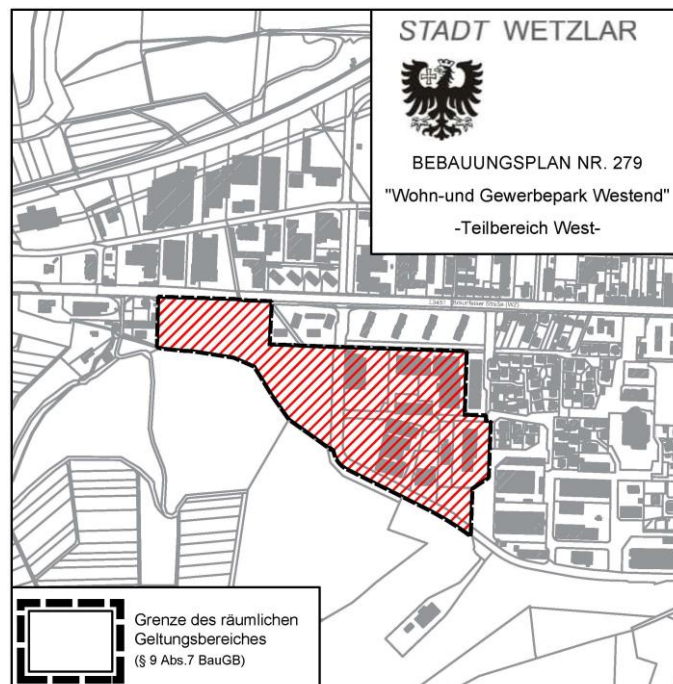 STADT WETZLAR
BEBAUUNGSPLAN NR. 279
"Wohn-und Gewerbepark Westend"
-Teilbereich West-
Grenze des räumlichen
Geltungsbereiches
(§ 9 Abs.7 BauGB)